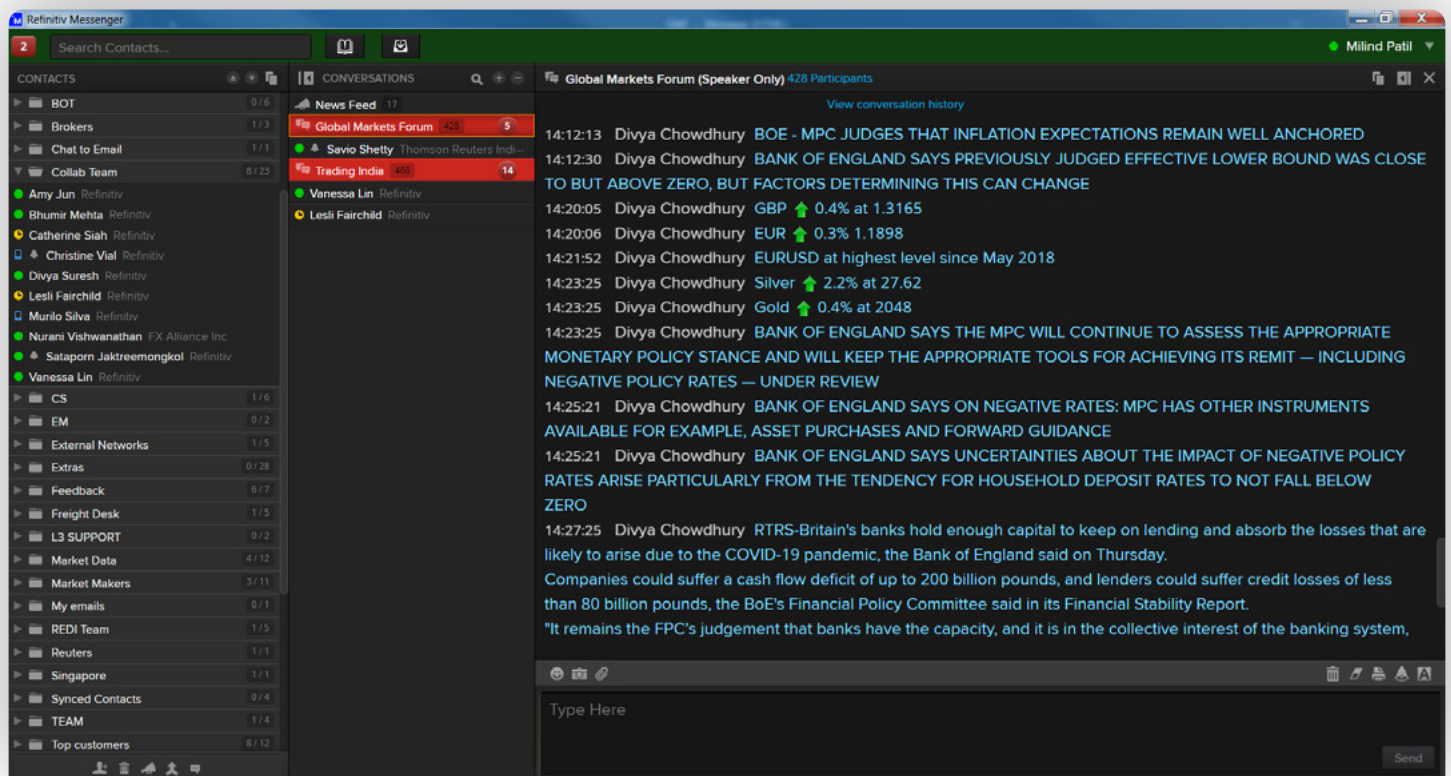 Refinitiv Messenger
2
Search Contacts...
Milind Patil
CONTACTS
BOT 0/6
Brokers 1/3
Chat to Email 1/1
Collab Team 8/23
Amy Jun Refinitiv
Bhumir Mehta Refinitiv
Catherine Siah Refinitiv
Christine Vial Refinitiv
Divya Suresh Refinitiv
Lesli Fairchild Refinitiv
Murilo Silva Refinitiv
Nurani Vishwanathan FX Alliance Inc
Sataporn Jaktreemongkol Refinitiv
Vanessa Lin Refinitiv
CS 1/6
EM 0/2
External Networks 1/5
Extras 0/28
Feedback 6/7
Freight Desk 1/5
L3 SUPPORT 0/2
Market Data 4/12
Market Makers 3/11
My emails 0/1
REDI Team 1/5
Reuters 1/1
Singapore 1/1
Synced Contacts 0/4
TEAM 1/4
Top customers 8/12
CONVERSATIONS
News Feed 17
Global Markets Forum 428 5
Savio Shetty Thomson Reuters Indi...
Trading India 468 14
Vanessa Lin Refinitiv
Lesli Fairchild Refinitiv
Global Markets Forum (Speaker Only) 428 Participants
View conversation history
14:12:13 Divya Chowdhury BOE - MPC JUDGES THAT INFLATION EXPECTATIONS REMAIN WELL ANCHORED
14:12:30 Divya Chowdhury BANK OF ENGLAND SAYS PREVIOUSLY JUDGED EFFECTIVE LOWER BOUND WAS CLOSE
TO BUT ABOVE ZERO, BUT FACTORS DETERMINING THIS CAN CHANGE
14:20:05 Divya Chowdhury GBP 0.4% at 1.3165
14:20:06 Divya Chowdhury EUR 0.3% 1.1898
14:21:52 Divya Chowdhury EURUSD at highest level since May 2018
14:23:25 Divya Chowdhury Silver 2.2% at 27.62
14:23:25 Divya Chowdhury Gold 0.4% at 2048
14:23:25 Divya Chowdhury BANK OF ENGLAND SAYS THE MPC WILL CONTINUE TO ASSESS THE APPROPRIATE
MONETARY POLICY STANCE AND WILL KEEP THE APPROPRIATE TOOLS FOR ACHIEVING ITS REMIT — INCLUDING
NEGATIVE POLICY RATES — UNDER REVIEW
14:25:21 Divya Chowdhury BANK OF ENGLAND SAYS ON NEGATIVE RATES: MPC HAS OTHER INSTRUMENTS
AVAILABLE FOR EXAMPLE, ASSET PURCHASES AND FORWARD GUIDANCE
14:25:21 Divya Chowdhury BANK OF ENGLAND SAYS UNCERTAINTIES ABOUT THE IMPACT OF NEGATIVE POLICY
RATES ARISE PARTICULARLY FROM THE TENDENCY FOR HOUSEHOLD DEPOSIT RATES TO NOT FALL BELOW
ZERO
14:27:25 Divya Chowdhury RTRS-Britain's banks hold enough capital to keep on lending and absorb the losses that are
likely to arise due to the COVID-19 pandemic, the Bank of England said on Thursday.
Companies could suffer a cash flow deficit of up to 200 billion pounds, and lenders could suffer credit losses of less
than 80 billion pounds, the BoE's Financial Policy Committee said in its Financial Stability Report.
"It remains the FPC's judgement that banks have the capacity, and it is in the collective interest of the banking system,
Type Here
Send